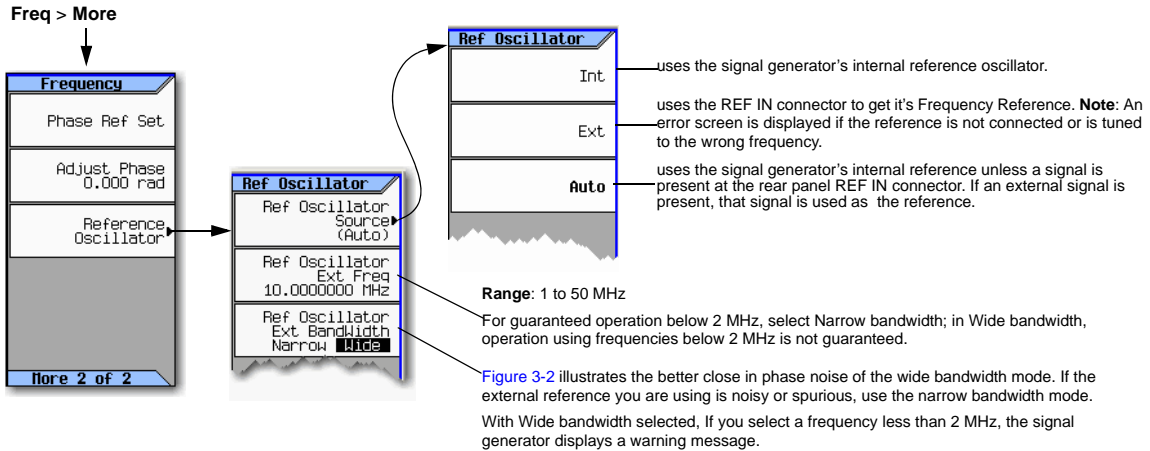 Freq > More
Frequency
Phase Ref Set
Adjust Phase
0.000 rad
Reference
Oscillator
More 2 of 2
Ref Oscillator
Ref Oscillator
Source
(Auto)
Ref Oscillator
Ext Freq
10.0000000 MHz
Ref Oscillator
Ext BandWidth
Narrow Wide
Ref Oscillator
Int
Ext
Auto
uses the signal generator's internal reference oscillator.
uses the REF IN connector to get it's Frequency Reference. Note: An
error screen is displayed if the reference is not connected or is tuned
to the wrong frequency.
uses the signal generator's internal reference unless a signal is
present at the rear panel REF IN connector. If an external signal is
present, that signal is used as the reference.
Range: 1 to 50 MHz
For guaranteed operation below 2 MHz, select Narrow bandwidth; in Wide bandwidth,
operation using frequencies below 2 MHz is not guaranteed.
Figure 3-2 illustrates the better close in phase noise of the wide bandwidth mode. If the
external reference you are using is noisy or spurious, use the narrow bandwidth mode.
With Wide bandwidth selected, If you select a frequency less than 2 MHz, the signal
generator displays a warning message.